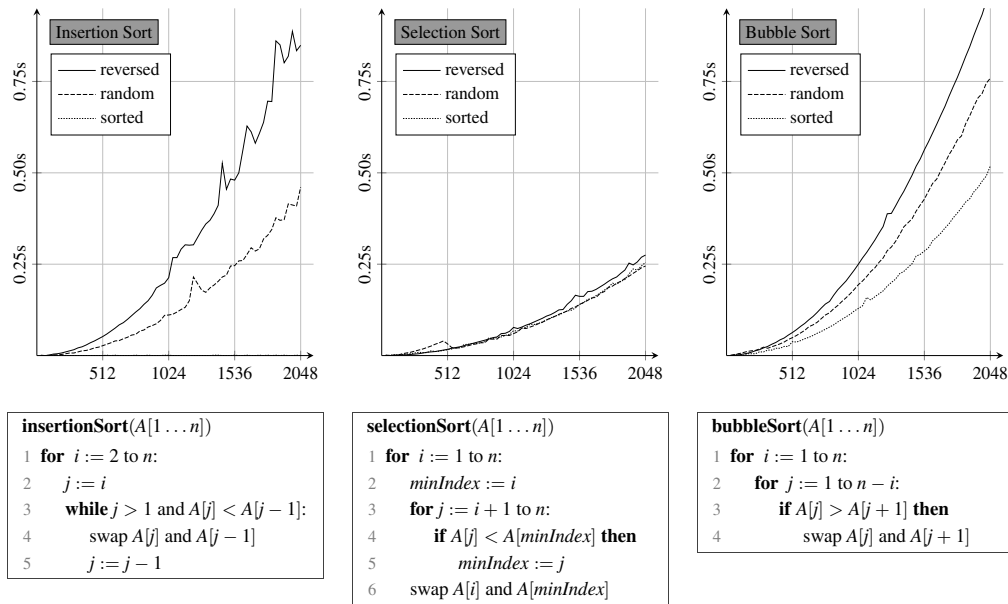 Insertion Sort
reversed
random
sorted
0.75s
0.50s
0.25s
512 1024 1536 2048
Selection Sort
reversed
random
sorted
0.75s
0.50s
0.25s
512 1024 1536 2048
Bubble Sort
reversed
random
sorted
0.75s
0.50s
0.25s
512 1024 1536 2048
insertionSort(A[1…n])
1 for i := 2 to n:
2 j := i
3 while j > 1 and A[j] < A[j − 1]:
4 swap A[j] and A[j − 1]
5 j := j − 1
selectionSort(A[1…n])
1 for i := 1 to n:
2 minIndex := i
3 for j := i + 1 to n:
4 if A[j] < A[minIndex] then
5 minIndex := j
6 swap A[i] and A[minIndex]
bubbleSort(A[1…n])
1 for i := 1 to n:
2 for j := 1 to n − i:
3 if A[j] > A[j + 1] then
4 swap A[j] and A[j + 1]